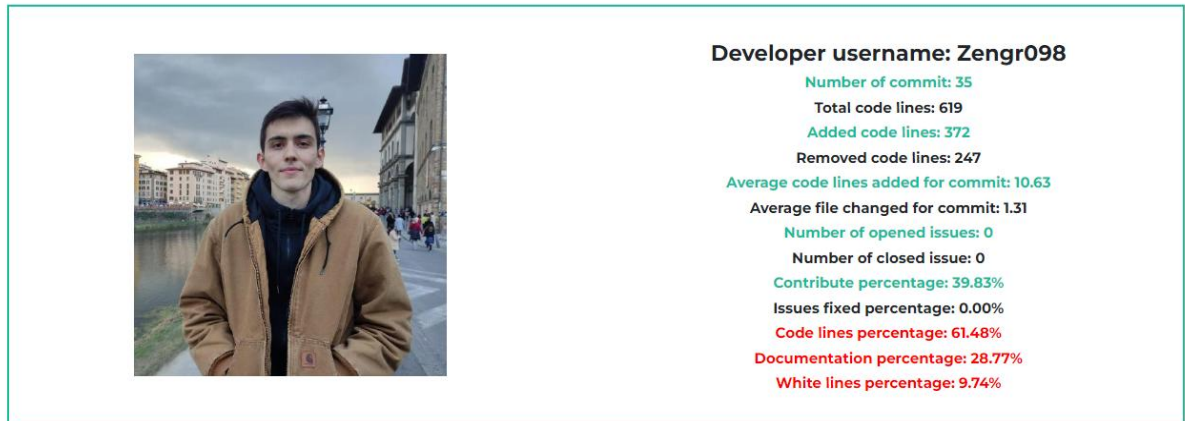 Developer username: Zengr098
Number of commit: 35
Total code lines: 619
Added code lines: 372
Removed code lines: 247
Average code lines added for commit: 10.63
Average file changed for commit: 1.31
Number of opened issues: 0
Number of closed issue: 0
Contribute percentage: 39.83%
Issues fixed percentage: 0.00%
Code lines percentage: 61.48%
Documentation percentage: 28.77%
White lines percentage: 9.74%